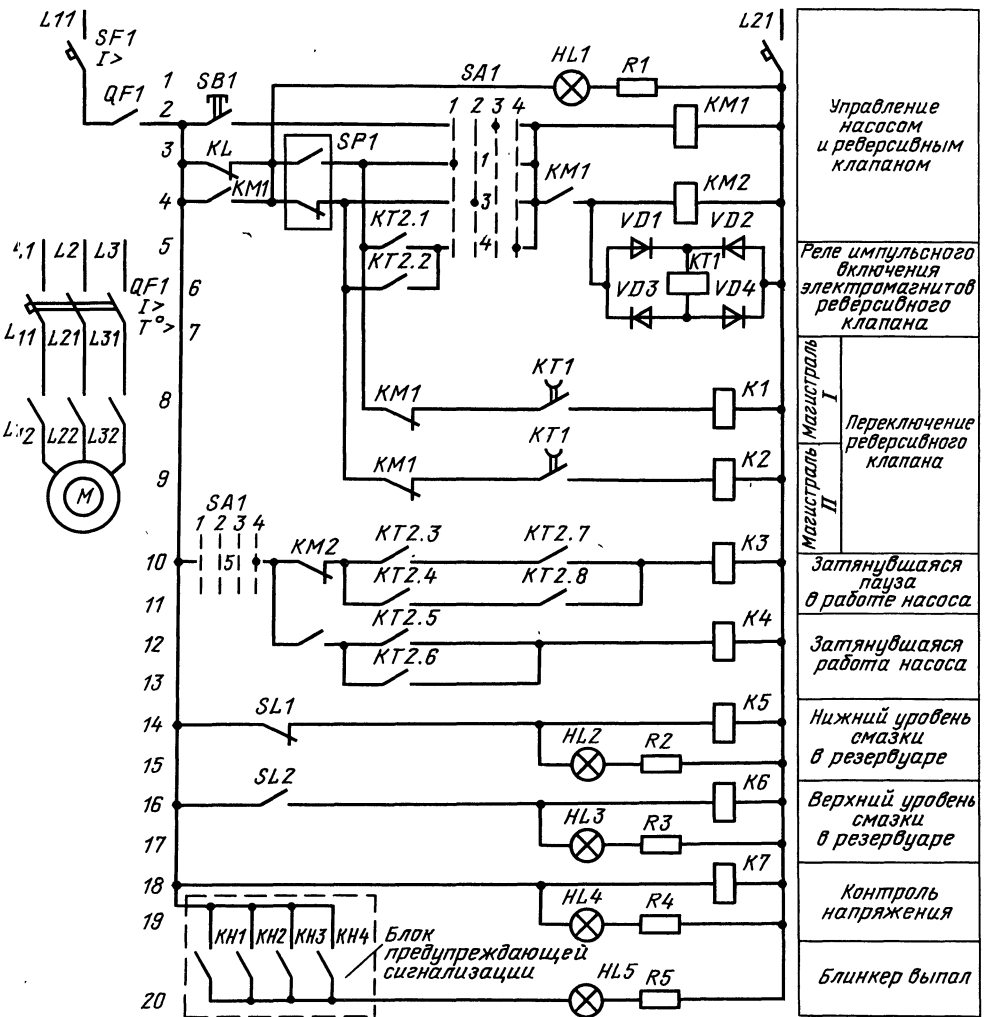 L11
SF1
I>
QF1
1
2
3
4
5
6
7
8
9
10
11
12
13
14
15
16
17
18
19
20
SB1
KL
KM1
SP1
KT2.1
KT2.2
SA1
1 2 3 4
1
3
4
HL1
R1
L21
KM1
KM1
KM2
VD1
VD2
KT1
VD3
VD4
L2
L3
QF1
I>
T°>
L21
L31
L22
L32
M
KM1
KT1
K1
KM1
KT1
K2
SA1
1 2 3 4
5
KM2
KT2.3
KT2.7
K3
KT2.4
KT2.8
KT2.5
K4
KT2.6
SL1
K5
HL2
R2
SL2
K6
HL3
R3
K7
HL4
R4
KH1
KH2
KH3
KH4
Блок
предупреждающей
сигнализации
HL5
R5
Управление
насосом
и реверсивным
клапаном
Реле импульсного
включения
электромагнитов
реверсивного
клапана
Магистраль
I
Магистраль
II
Переключение
реверсивного
клапана
Затянувшаяся
пауза
в работе насоса
Затянувшаяся
работа насоса
Нижний уровень
смазки
в резервуаре
Верхний уровень
смазки
в резервуаре
Контроль
напряжения
Блинкер выпал